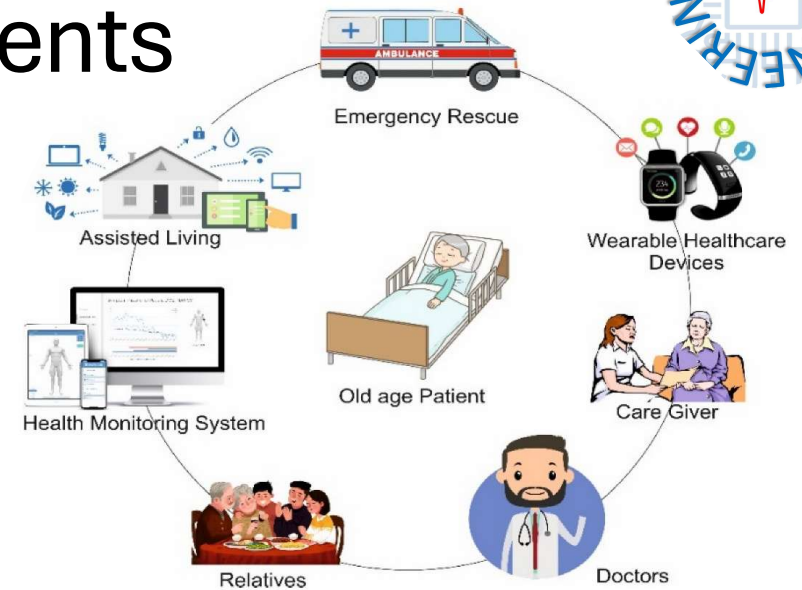 ents
AMBULANCE
Emergency Rescue
Assisted Living
234
Wearable Healthcare
Devices
Health Monitoring System
Old age Patient
Care Giver
Relatives
Doctors